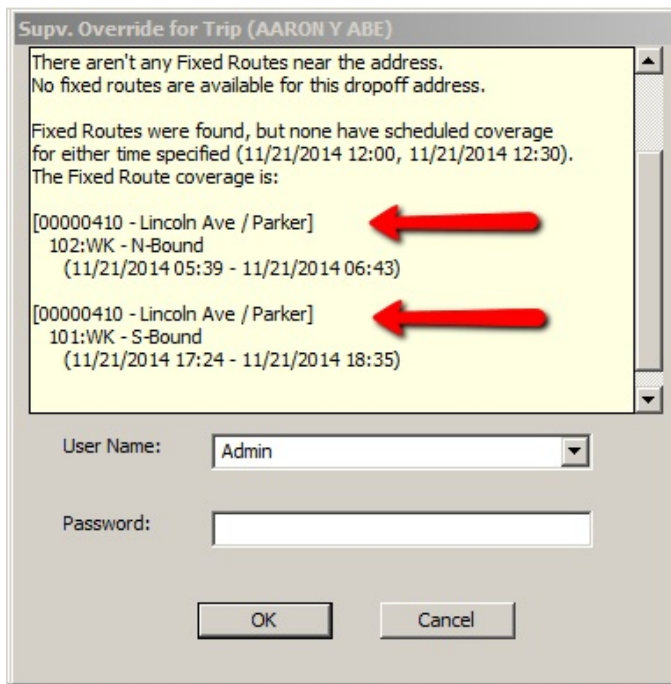 Supv. Override for Trip (AARON Y ABE)
There aren't any Fixed Routes near the address.
No fixed routes are available for this dropoff address.
Fixed Routes were found, but none have scheduled coverage
for either time specified (11/21/2014 12:00, 11/21/2014 12:30).
The Fixed Route coverage is:
[00000410 - Lincoln Ave / Parker]
102:WK - N-Bound
(11/21/2014 05:39 - 11/21/2014 06:43)
[00000410 - Lincoln Ave / Parker]
101:WK - S-Bound
(11/21/2014 17:24 - 11/21/2014 18:35)
User Name:
Admin
Password:
OK
Cancel